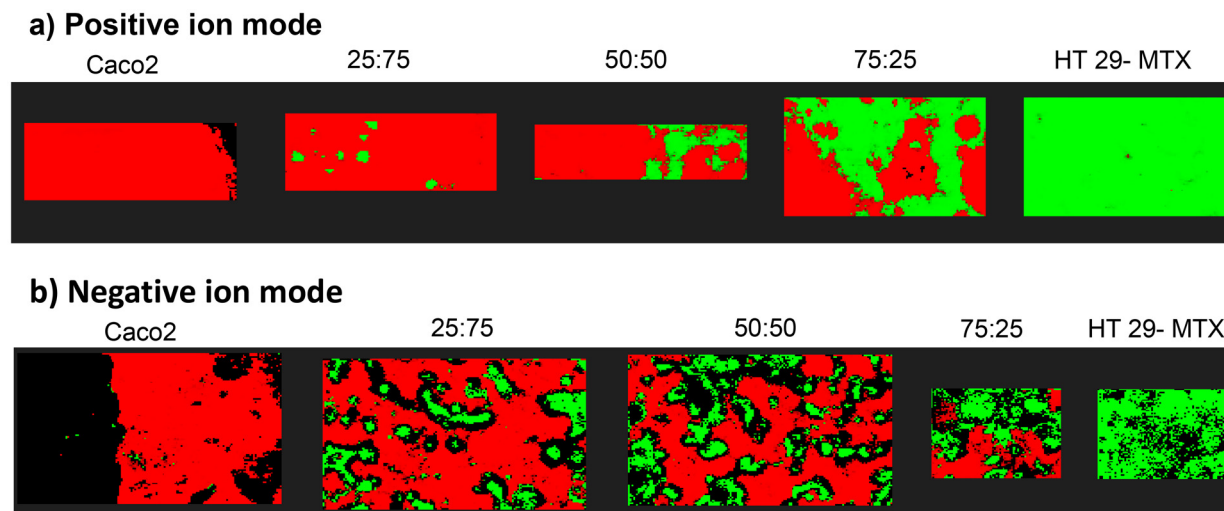 a) Positive ion mode
Caco2 25:75 50:50 75:25 HT 29- MTX
b) Negative ion mode
Caco2 25:75 50:50 75:25 HT 29- MTX